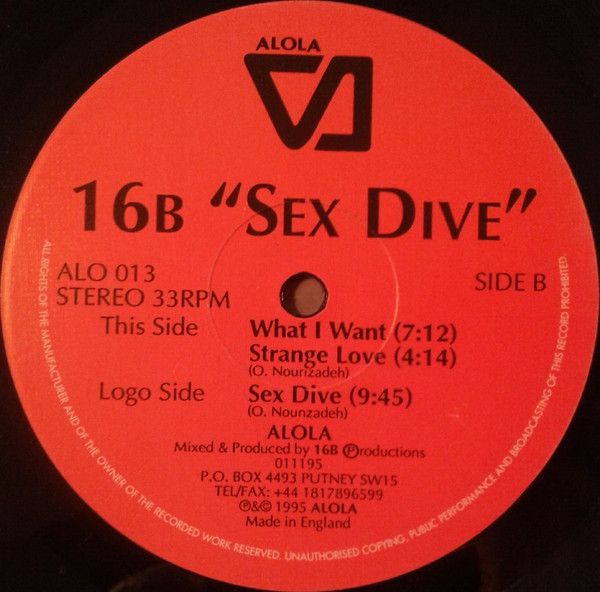 ALOLA
16B "SEX DIVE"
ALO 013
STEREO 33RPM
SIDE B
This Side
What I Want (7:12)
Strange Love (4:14)
(O. Nourizadeh)
Logo Side
Sex Dive (9:45)
(O. Nounzadeh)
ALOLA
Mixed & Produced by 16B Ⓟroductions
011195
P.O. BOX 4493 PUTNEY SW15
TEL/FAX: +44 1817896599
Ⓟ&© 1995 ALOLA
Made in England
ALL RIGHTS OF THE MANUFACTURER AND OF THE OWNER OF THE RECORDED WORK RESERVED. UNAUTHORISED COPYING, PUBLIC PERFORMANCE AND BROADCASTING OF THIS RECORD PROHIBITED.